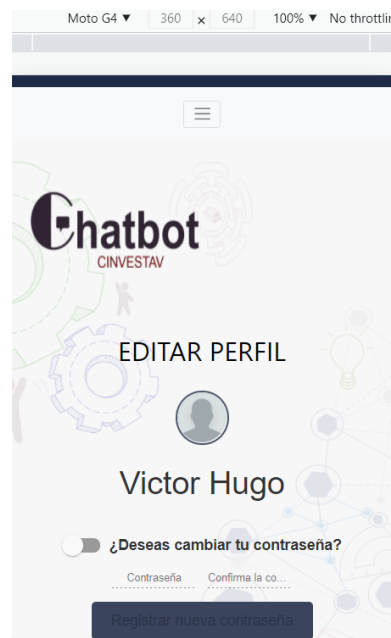 Moto G4 ▼ 360 x 640 100% ▼ No throttlin
Chatbot
CINVESTAV
EDITAR PERFIL
Victor Hugo
¿Deseas cambiar tu contraseña?
Contraseña Confirma la co...
Registrar nueva contraseña